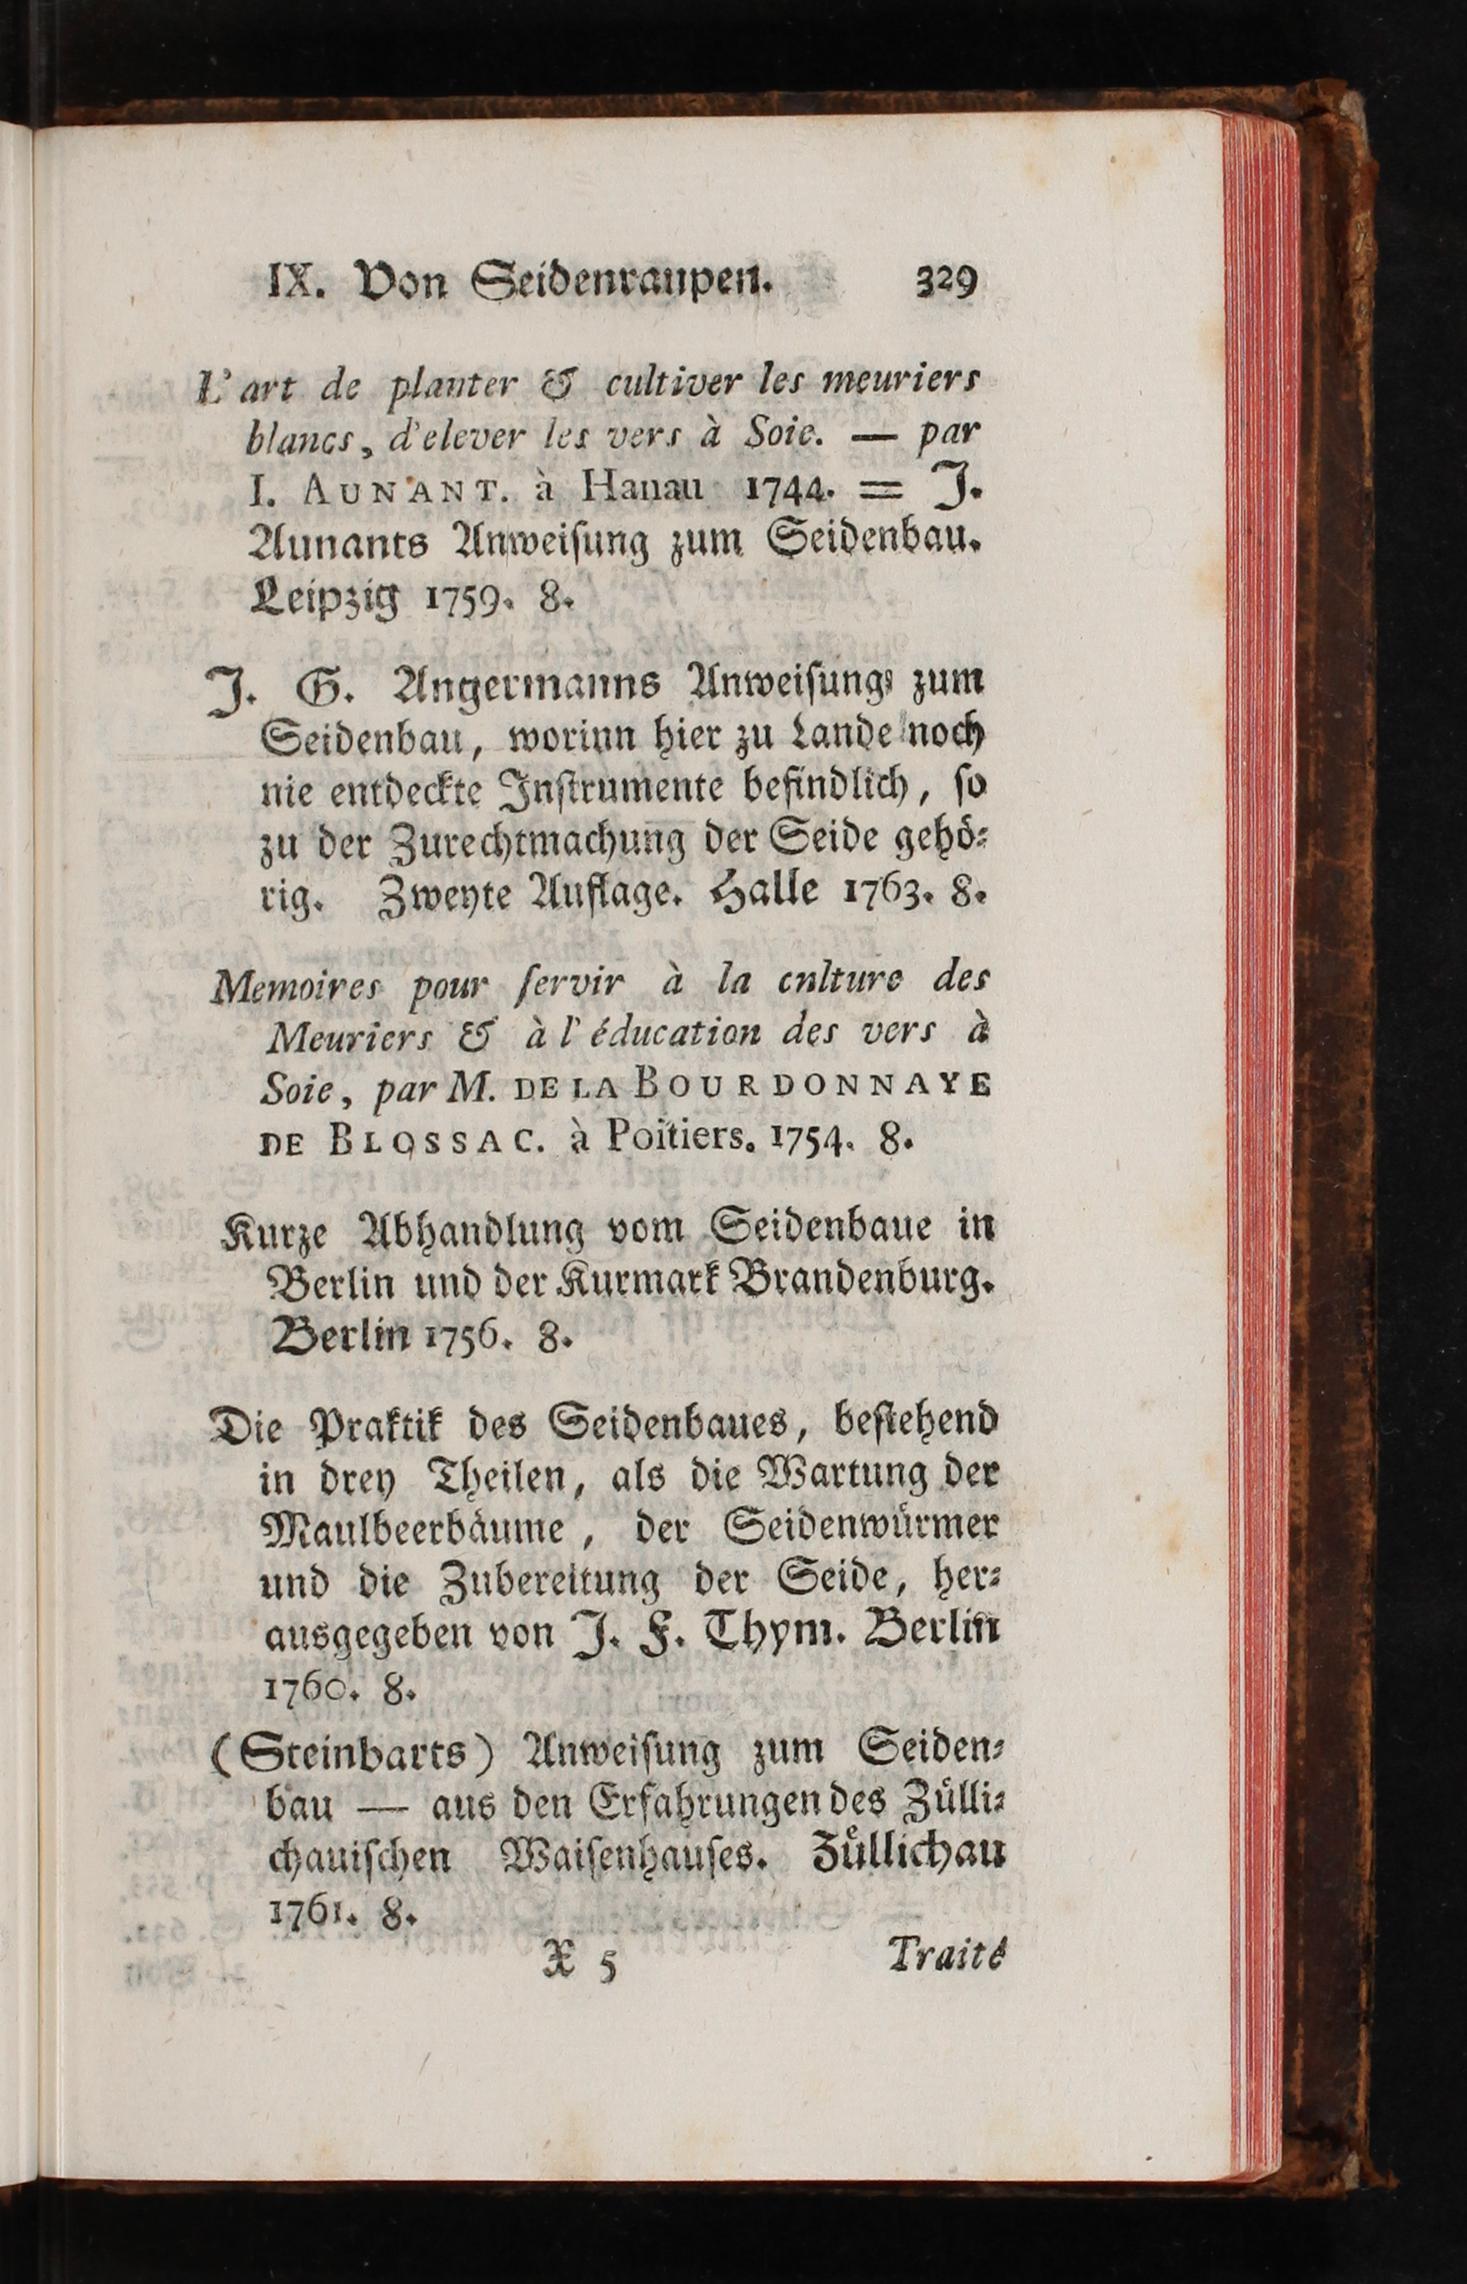 IX. Von Seidenraupen. 329
L'art de planter & cultiver les meuriers
blancs, d'elever les vers à Soie. — par
I. AUNANT. à Hanau 1744. = J.
Aunants Anweiſung zum Seidenbau.
Leipzig 1759. 8.
J. G. Angermanns Anweiſung zum
Seidenbau, worinn hier zu Lande noch
nie entdeckte Inſtrumente befindlich, ſo
zu der Zurechtmachung der Seide gehö-
rig. Zweyte Auflage. Halle 1763. 8.
Memoires pour ſervir à la cnlture des
Meuriers & à l'éducation des vers à
Soie, par M. DE LA BOURDONNAYE
DE BLOSSAC. à Poitiers. 1754. 8.
Kurze Abhandlung vom Seidenbaue in
Berlin und der Kurmark Brandenburg.
Berlin 1756. 8.
Die Praktik des Seidenbaues, beſtehend
in drey Theilen, als die Wartung der
Maulbeerbäume, der Seidenwürmer
und die Zubereitung der Seide, her-
ausgegeben von J. F. Thym. Berlin
1760. 8.
(Steinbarts) Anweiſung zum Seiden-
bau — aus den Erfahrungen des Zülli-
chauiſchen Waiſenhauſes. Züllichau
1761. 8.
X 5 Traité